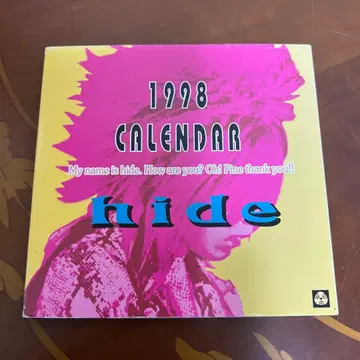 1998
CALENDAR
My name is hide. How are you? Oh! Fine thank you!!
hide